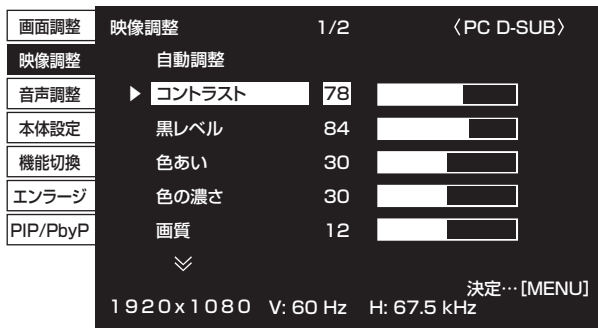 画面調整
映像調整
音声調整
本体設定
機能切換
エンラージ
PIP/PbyP
映像調整 1/2 〈PC D-SUB〉
自動調整
コントラスト 78
黒レベル 84
色あい 30
色の濃さ 30
画質 12
決定…[MENU]
1920x1080 V: 60 Hz H: 67.5 kHz